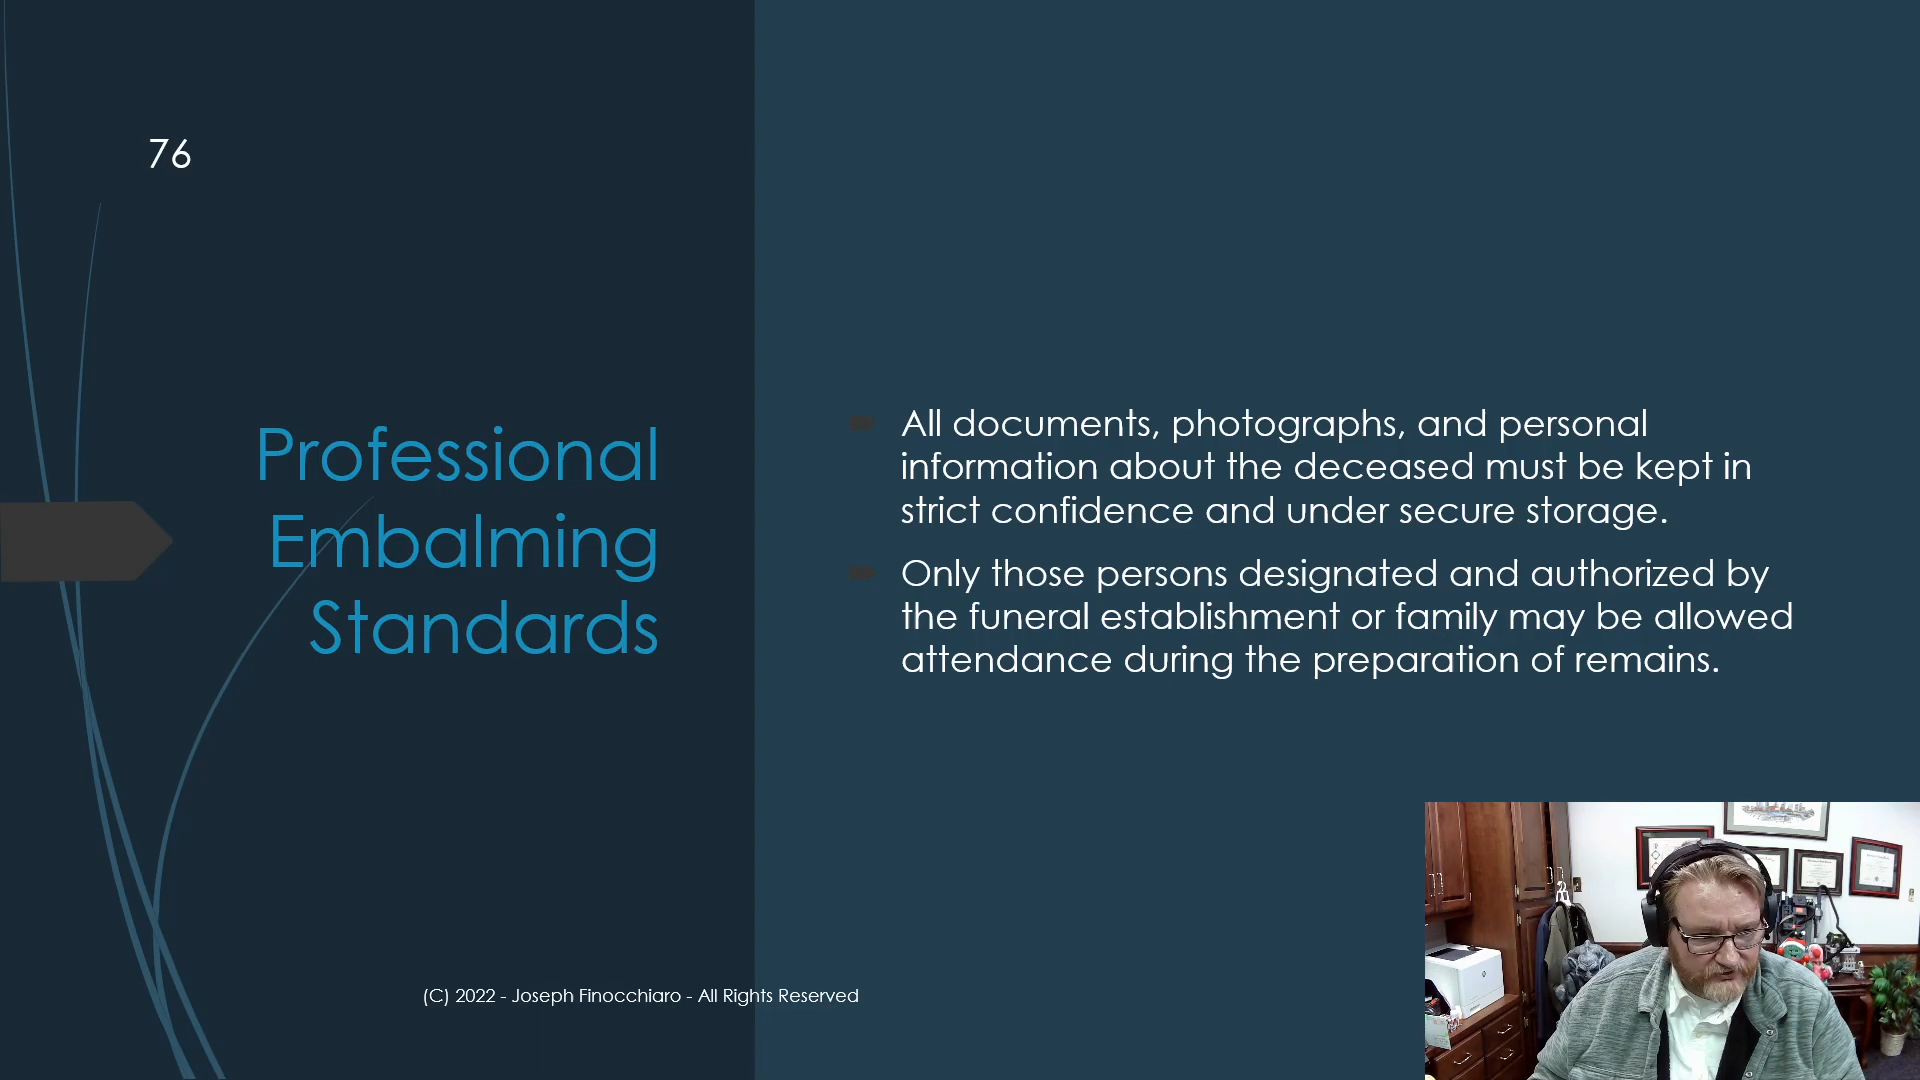 76
Professional
Embalming
Standards
All documents, photographs, and personal
information about the deceased must be kept in
strict confidence and under secure storage.
Only those persons designated and authorized by
the funeral establishment or family may be allowed
attendance during the preparation of remains.
(C) 2022 - Joseph Finocchiaro - All Rights Reserved